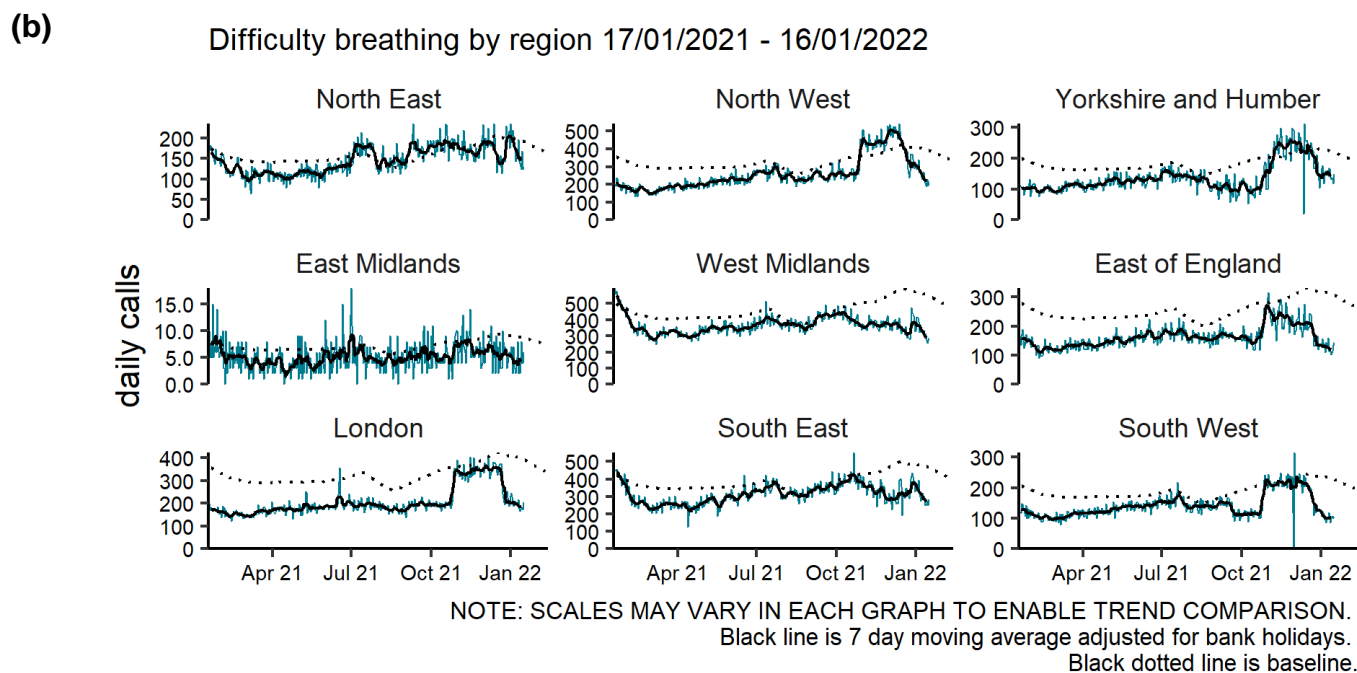 (b)
Difficulty breathing by region 17/01/2021 - 16/01/2022
North East
200
150
100
50
0
North West
500
400
300
200
100
0
Yorkshire and Humber
300
200
100
0
daily calls
East Midlands
15.0
10.0
5.0
0.0
West Midlands
500
400
300
200
100
0
East of England
300
200
100
0
London
400
300
200
100
0
Apr 21 Jul 21 Oct 21 Jan 22
South East
500
400
300
200
100
0
Apr 21 Jul 21 Oct 21 Jan 22
South West
300
200
100
0
Apr 21 Jul 21 Oct 21 Jan 22
NOTE: SCALES MAY VARY IN EACH GRAPH TO ENABLE TREND COMPARISON.
Black line is 7 day moving average adjusted for bank holidays.
Black dotted line is baseline.